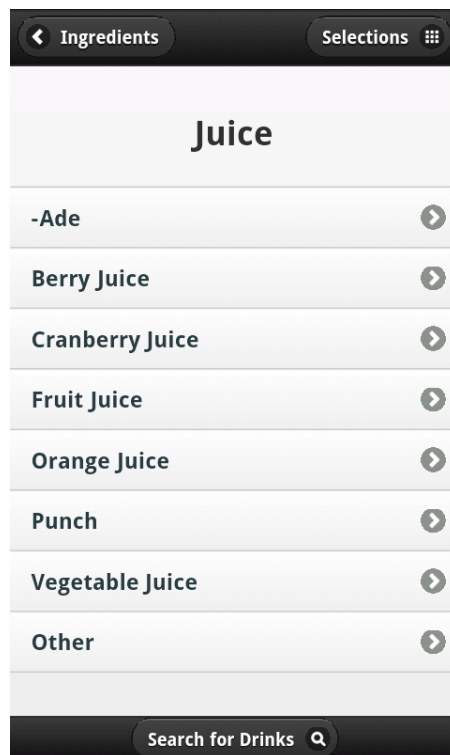 Ingredients Selections
Juice
-Ade
Berry Juice
Cranberry Juice
Fruit Juice
Orange Juice
Punch
Vegetable Juice
Other
Search for Drinks